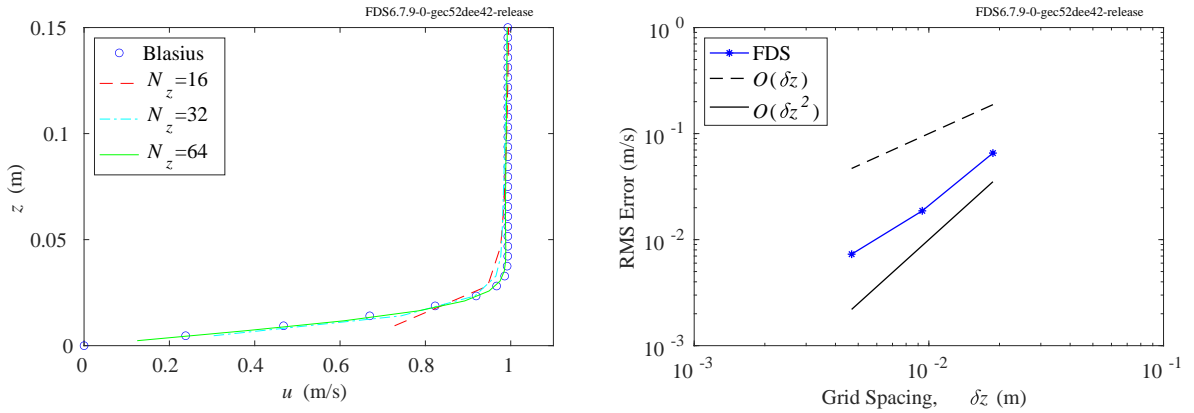 FDS6.7.9-0-gec52dee42-release
0.15
0.1
0.05
0
z (m)
Blasius
N_z=16
N_z=32
N_z=64
0 0.2 0.4 0.6 0.8 1
u (m/s)
FDS6.7.9-0-gec52dee42-release
10^0
10^-1
10^-2
10^-3
RMS Error (m/s)
FDS
O(δz)
O(δz^2)
10^-3 10^-2 10^-1
Grid Spacing, δz (m)